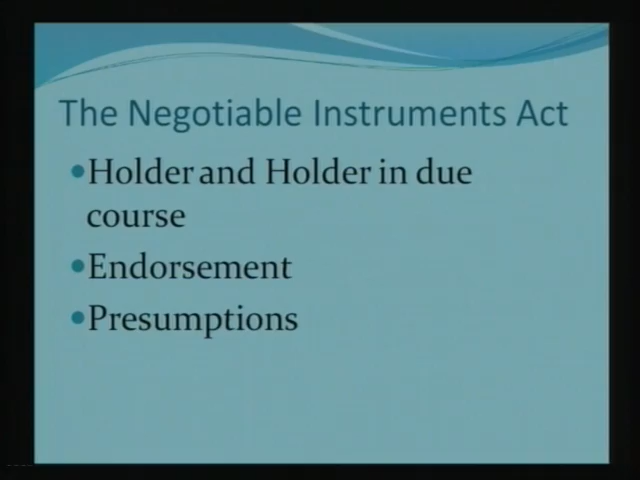 The Negotiable Instruments Act
•Holder and Holder in due
course
•Endorsement
•Presumptions